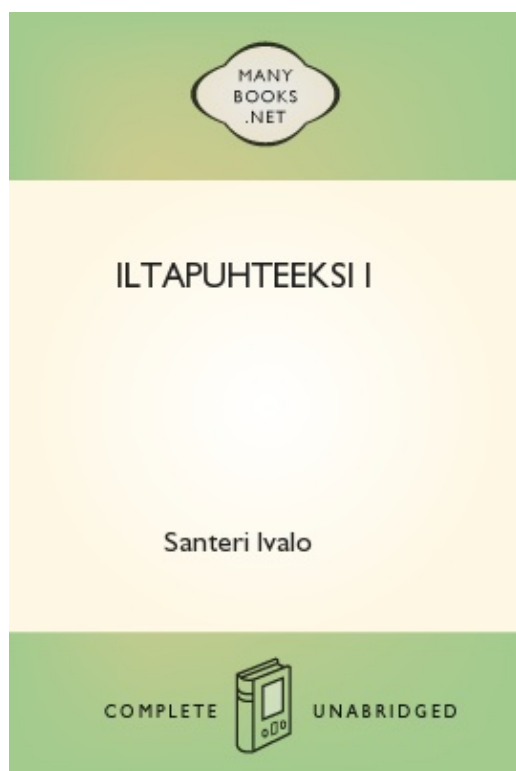 MANY
BOOKS
.NET
ILTAPUHTEEKSI I
Santeri Ivalo
COMPLETE UNABRIDGED